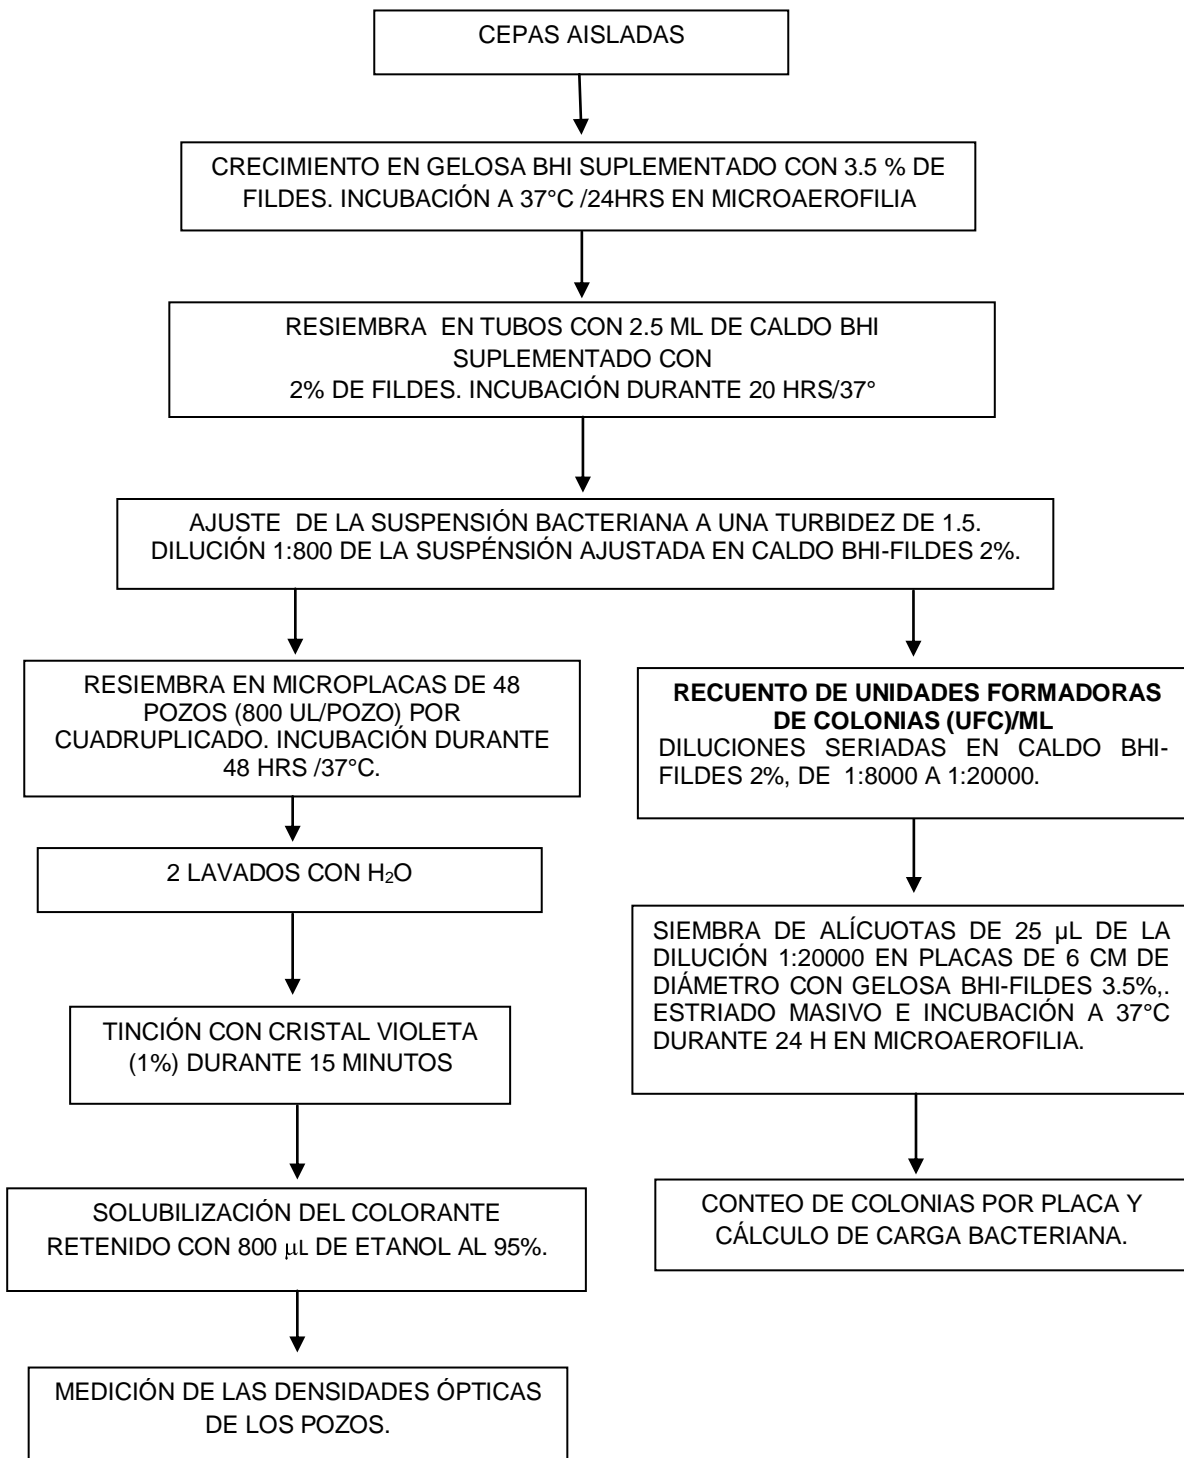 CEPAS AISLADAS
CRECIMIENTO EN GELOSA BHI SUPLEMENTADO CON 3.5 % DE
FILDES. INCUBACIÓN A 37°C /24HRS EN MICROAEROFILIA
RESIEMBRA EN TUBOS CON 2.5 ML DE CALDO BHI
SUPLEMENTADO CON
2% DE FILDES. INCUBACIÓN DURANTE 20 HRS/37°
AJUSTE DE LA SUSPENSIÓN BACTERIANA A UNA TURBIDEZ DE 1.5.
DILUCIÓN 1:800 DE LA SUSPÉNSIÓN AJUSTADA EN CALDO BHI-FILDES 2%.
RESIEMBRA EN MICROPLACAS DE 48
POZOS (800 UL/POZO) POR
CUADRUPLICADO. INCUBACIÓN DURANTE
48 HRS /37°C.
2 LAVADOS CON H₂O
TINCIÓN CON CRISTAL VIOLETA
(1%) DURANTE 15 MINUTOS
SOLUBILIZACIÓN DEL COLORANTE
RETENIDO CON 800 μL DE ETANOL AL 95%.
MEDICIÓN DE LAS DENSIDADES ÓPTICAS
DE LOS POZOS.
RECUENTO DE UNIDADES FORMADORAS
DE COLONIAS (UFC)/ML
DILUCIONES SERIADAS EN CALDO BHI-
FILDES 2%, DE 1:8000 A 1:20000.
SIEMBRA DE ALÍCUOTAS DE 25 µL DE LA
DILUCIÓN 1:20000 EN PLACAS DE 6 CM DE
DIÁMETRO CON GELOSA BHI-FILDES 3.5%,.
ESTRIADO MASIVO E INCUBACIÓN A 37°C
DURANTE 24 H EN MICROAEROFILIA.
CONTEO DE COLONIAS POR PLACA Y
CÁLCULO DE CARGA BACTERIANA.